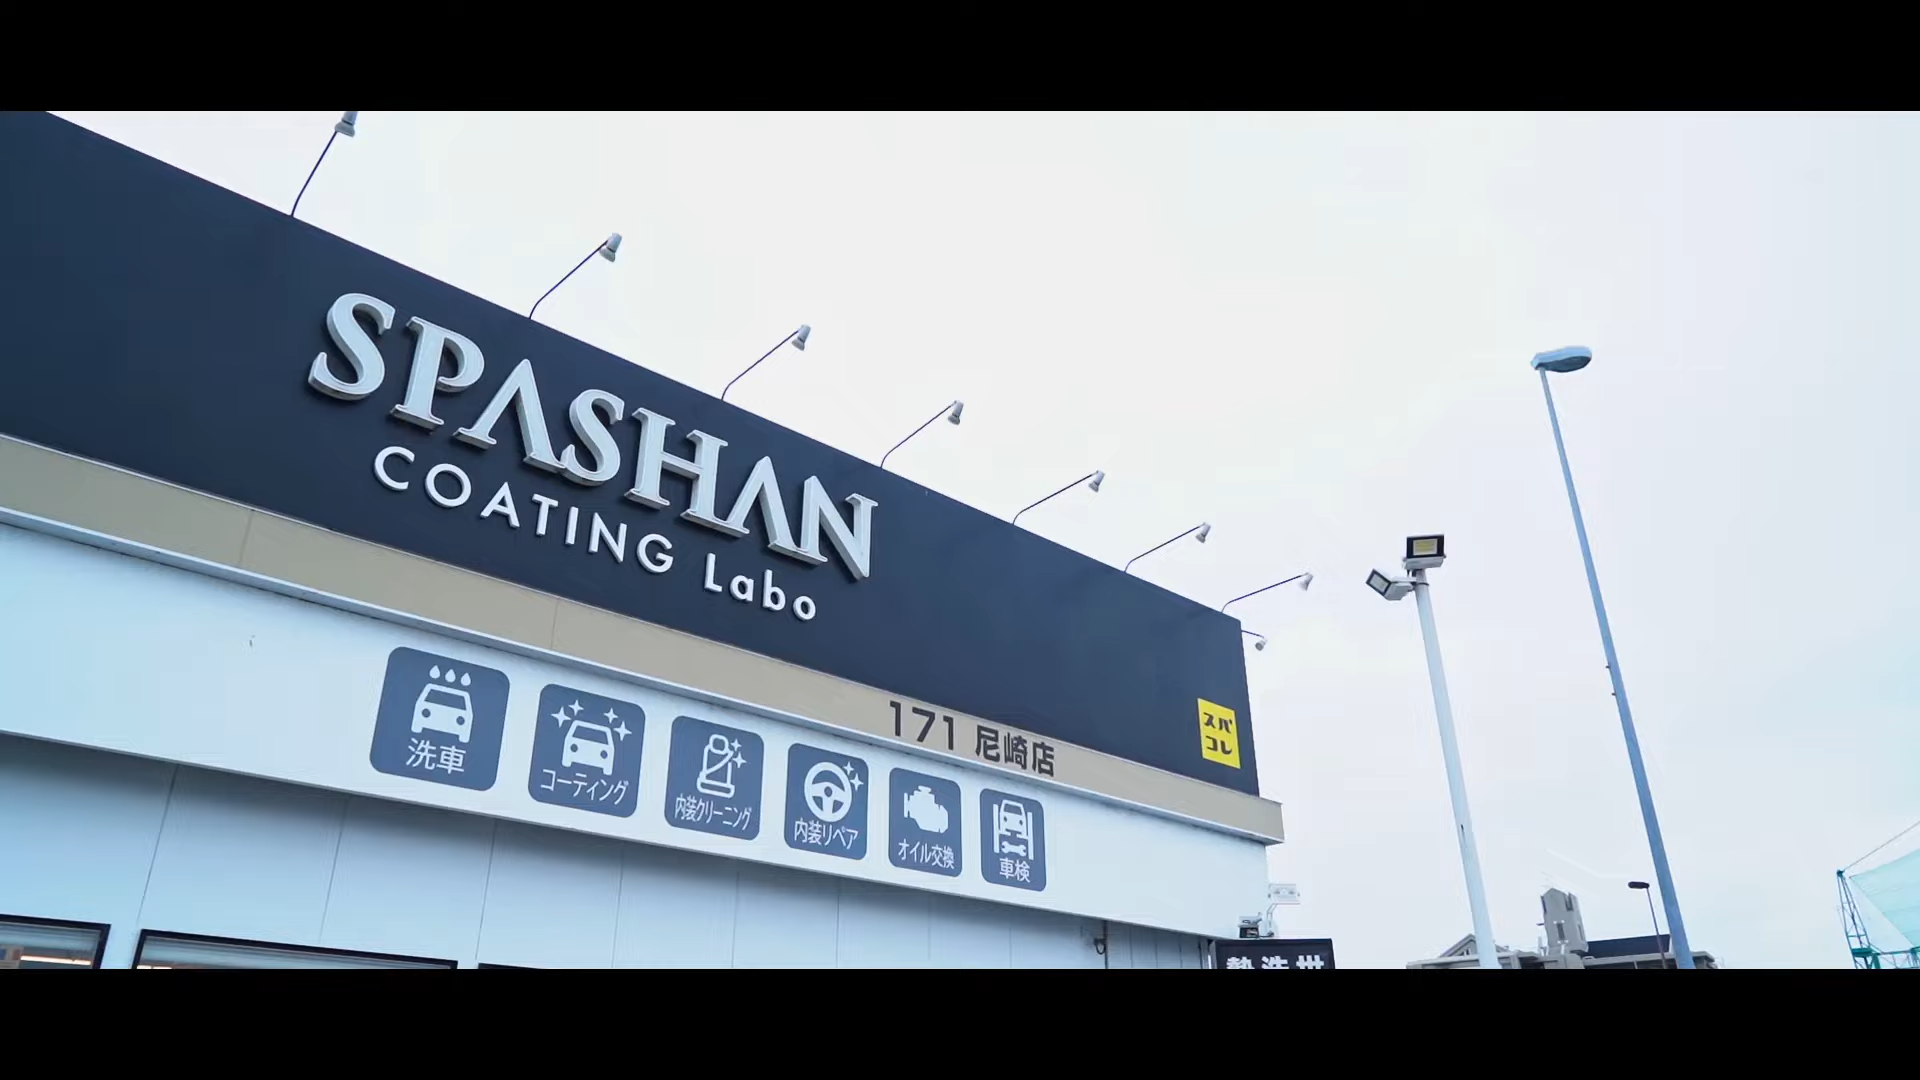 SPASHAN
COATING Labo
171 尼崎店
スパ
コレ
洗車
コーティング
内装クリーニング
内装リペア
オイル交換
車検